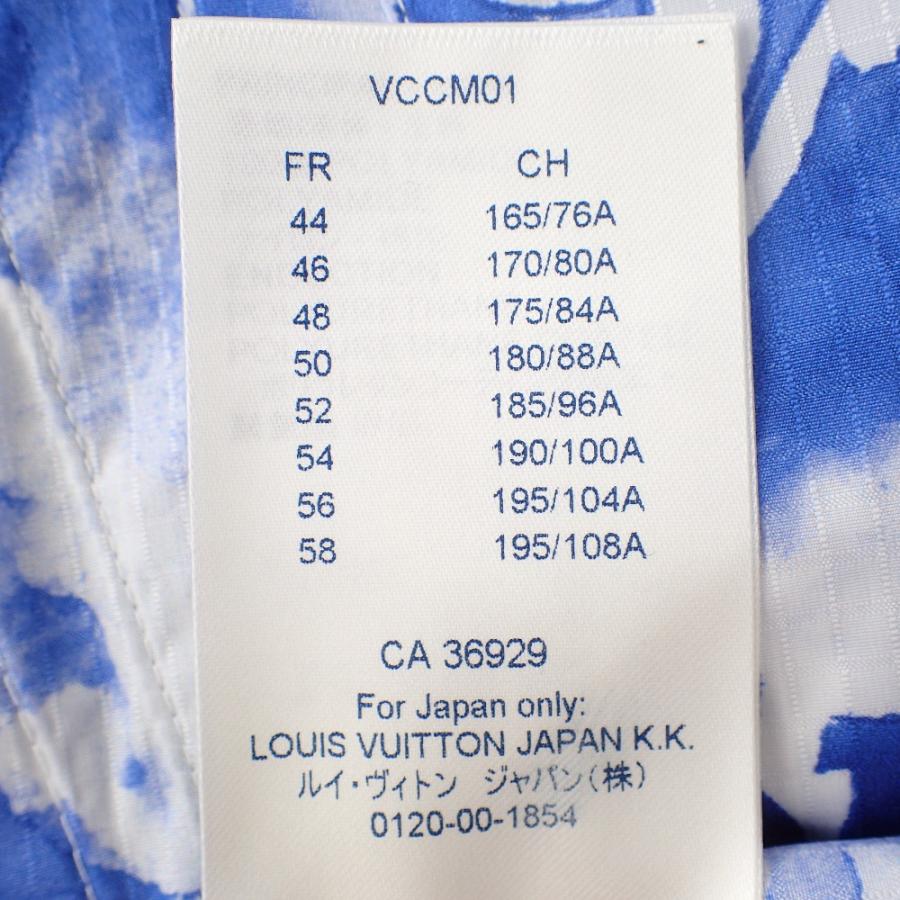 VCCM01
FR CH
44 165/76A
46 170/80A
48 175/84A
50 180/88A
52 185/96A
54 190/100A
56 195/104A
58 195/108A
CA 36929
For Japan only:
LOUIS VUITTON JAPAN K.K.
ルイ・ヴィトン ジャパン(株)
0120-00-1854